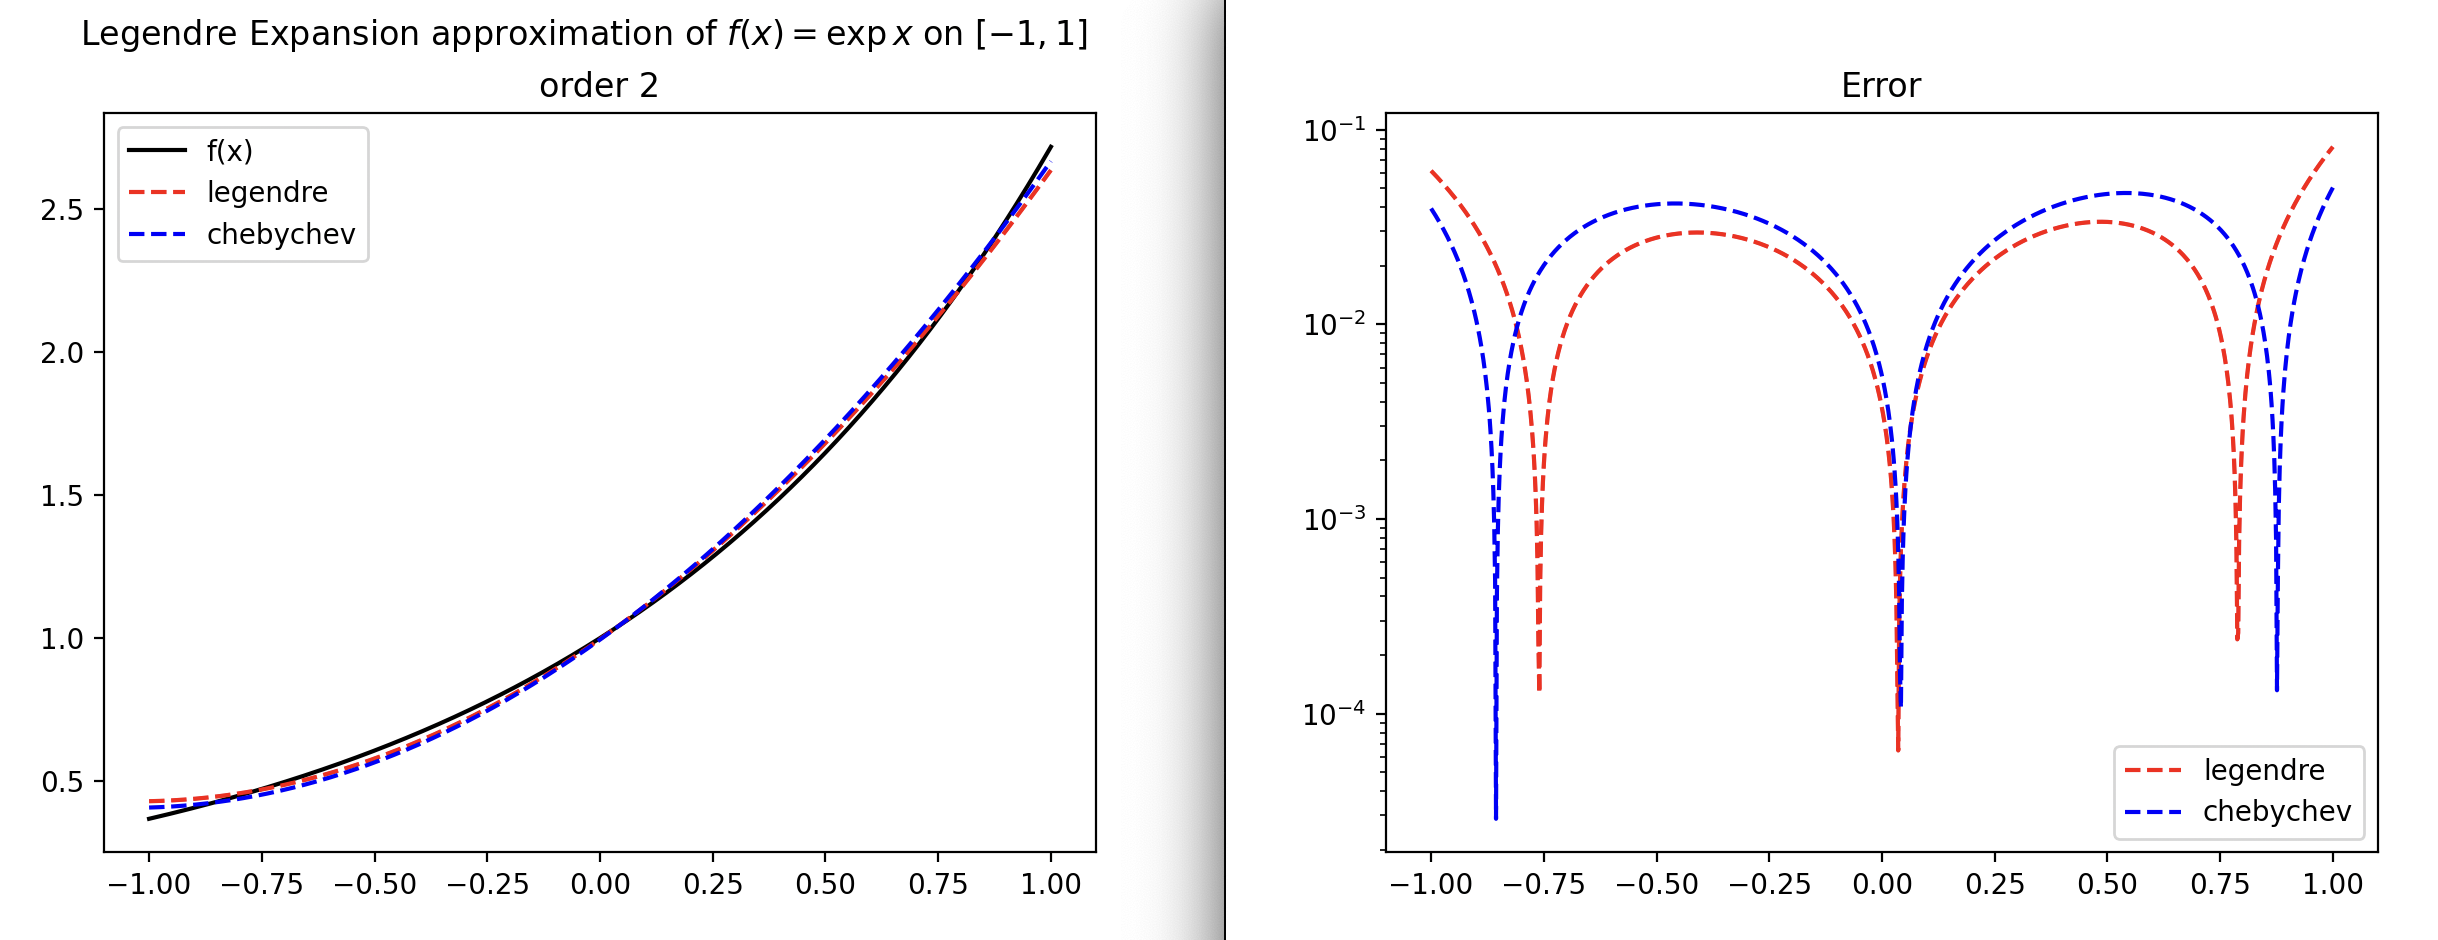 Legendre Expansion approximation of f(x) = exp x on [−1, 1]
order 2
f(x)
legendre
chebychev
2.5
2.0
1.5
1.0
0.5
−1.00 −0.75 −0.50 −0.25 0.00 0.25 0.50 0.75 1.00
Error
10⁻¹
10⁻²
10⁻³
10⁻⁴
legendre
chebychev
−1.00 −0.75 −0.50 −0.25 0.00 0.25 0.50 0.75 1.00